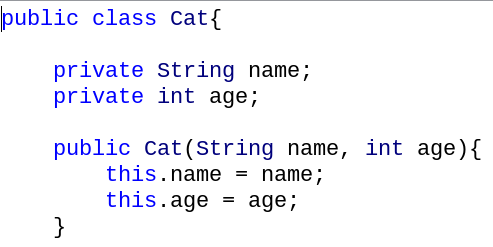 public class Cat{
    private String name;
    private int age;
    public Cat(String name, int age){
        this.name = name;
        this.age = age;
    }